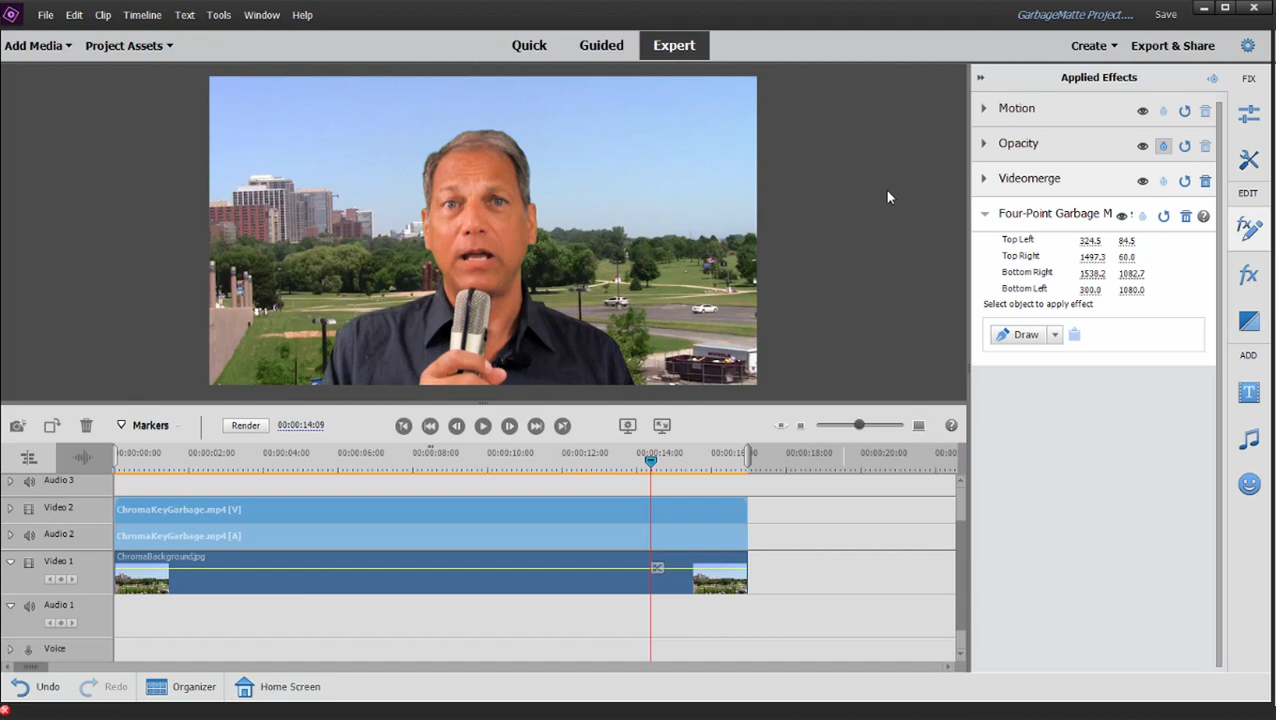 File Edit Clip Timeline Text Tools Window Help GarbageMatte Project.... Save
Add Media Project Assets Quick Guided Expert Create Export & Share
Applied Effects FIX
Motion
Opacity
Videomerge
EDIT
Four-Point Garbage M
Top Left 324.5 84.5
Top Right 1497.3 60.0
Bottom Right 1538.2 1082.7
Bottom Left 300.0 1080.0
Select object to apply effect
Draw
ADD
Markers Render 00:00:14:09
00:00:00:00 00:00:02:00 00:00:04:00 00:00:06:00 00:00:08:00 00:00:10:00 00:00:12:00 00:00:14:00 00:00:16:00 00:00:18:00 00:00:20:00 00:00
Audio 3
Video 2 ChromaKeyGarbage.mp4 [V]
Audio 2 ChromaKeyGarbage.mp4 [A]
ChromaBackground.jpg
Video 1
Audio 1
Voice
Undo Redo Organizer Home Screen